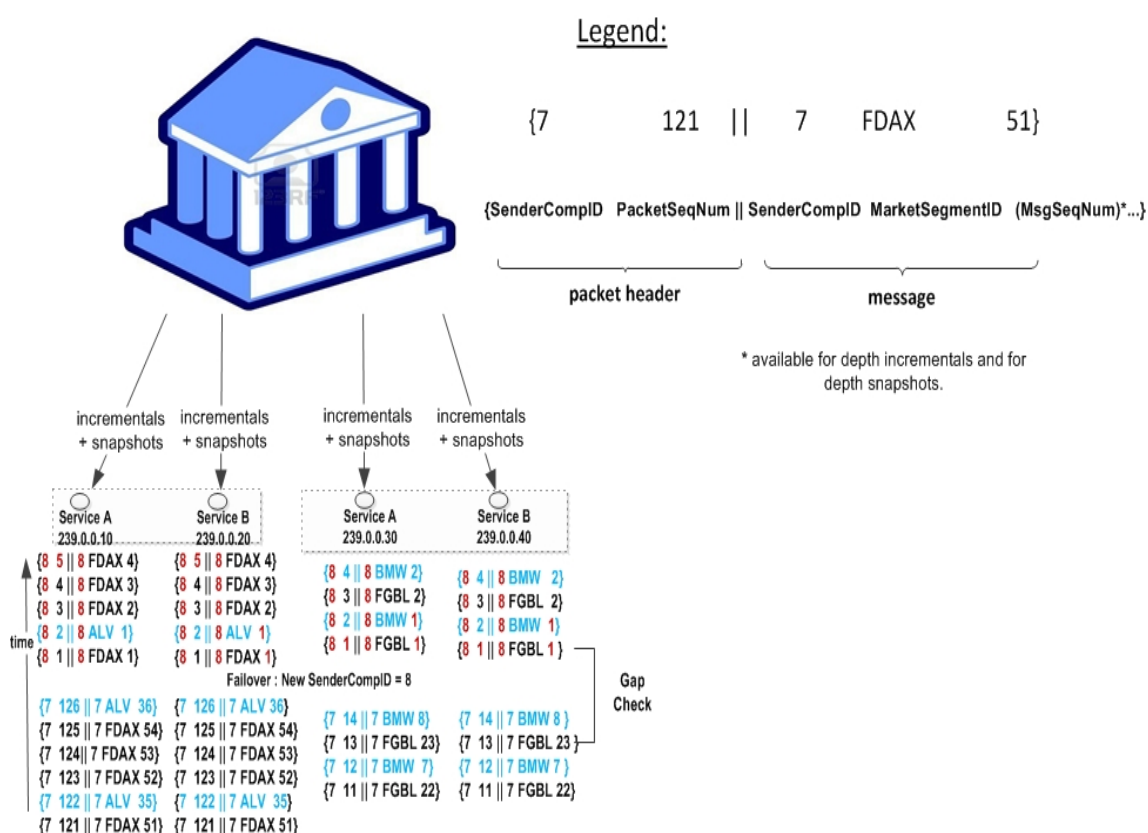 Legend:
{7 121 || 7 FDAX 51}
{SenderCompID PacketSeqNum || SenderCompID MarketSegmentID (MsgSeqNum)*...}
packet header
message
* available for depth incrementals and for
depth snapshots.
incrementals
+ snapshots
incrementals
+ snapshots
incrementals
+ snapshots
incrementals
+ snapshots
Service A
239.0.0.10
Service B
239.0.0.20
Service A
239.0.0.30
Service B
239.0.0.40
time
{8 5 || 8 FDAX 4}
{8 4 || 8 FDAX 3}
{8 3 || 8 FDAX 2}
{8 2 || 8 ALV 1}
{8 1 || 8 FDAX 1}
{8 5 || 8 FDAX 4}
{8 4 || 8 FDAX 3}
{8 3 || 8 FDAX 2}
{8 2 || 8 ALV 1}
{8 1 || 8 FDAX 1}
{8 4 || 8 BMW 2}
{8 3 || 8 FGBL 2}
{8 2 || 8 BMW 1}
{8 1 || 8 FGBL 1}
{8 4 || 8 BMW 2}
{8 3 || 8 FGBL 2}
{8 2 || 8 BMW 1}
{8 1 || 8 FGBL 1 }
Failover : New SenderCompID = 8
Gap
Check
{7 126 || 7 ALV 36}
{7 125 || 7 FDAX 54}
{7 124|| 7 FDAX 53}
{7 123 || 7 FDAX 52}
{7 122 || 7 ALV 35}
{7 121 || 7 FDAX 51}
{7 126 || 7 ALV 36}
{7 125 || 7 FDAX 54}
{7 124 || 7 FDAX 53}
{7 123 || 7 FDAX 52}
{7 122 || 7 ALV 35}
{7 121 || 7 FDAX 51}
{7 14 || 7 BMW 8}
{7 13 || 7 FGBL 23}
{7 12 || 7 BMW 7}
{7 11 || 7 FGBL 22}
{7 14 || 7 BMW 8 }
{7 13 || 7 FGBL 23 }
{7 12 || 7 BMW 7 }
{7 11 || 7 FGBL 22}